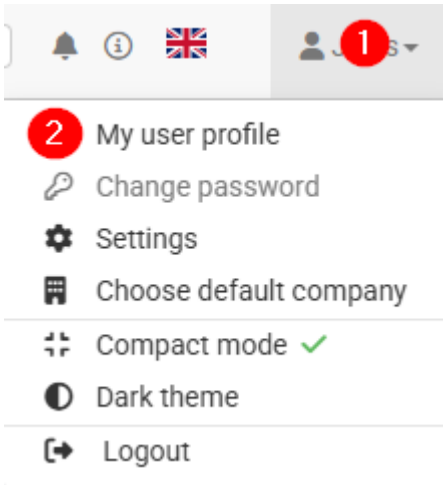 1
2 My user profile
Change password
Settings
Choose default company
Compact mode
Dark theme
Logout